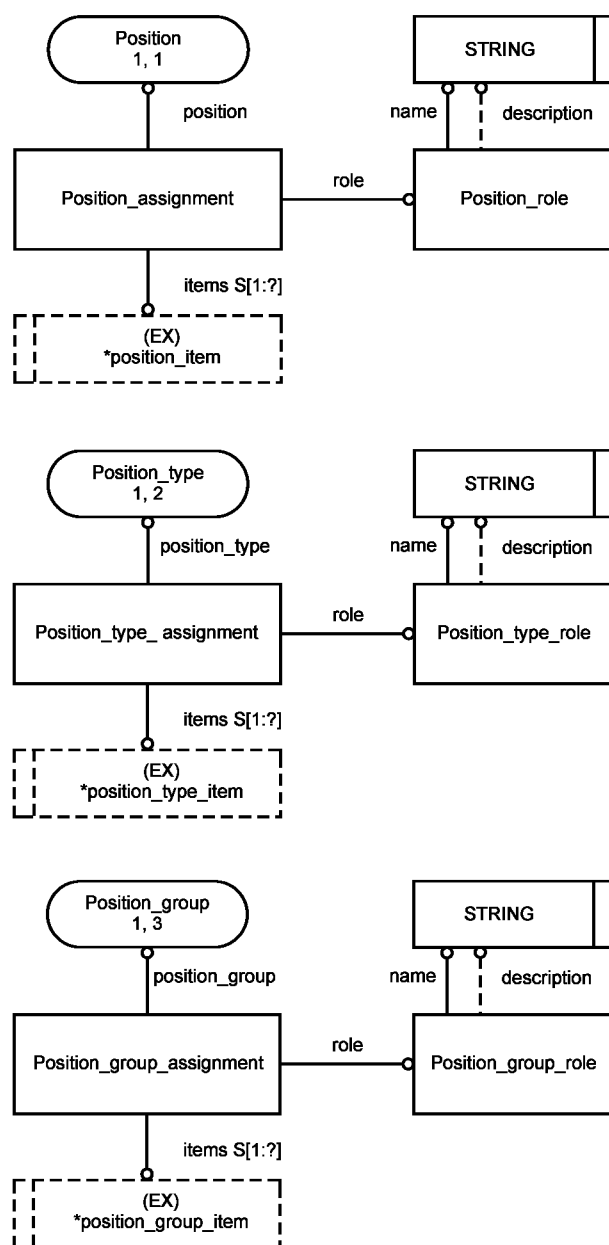 Position
1, 1
STRING
position
name
description
Position_assignment
role
Position_role
items S[1:?]
(EX)
*position_item
Position_type
1, 2
STRING
position_type
name
description
Position_type_ assignment
role
Position_type_role
items S[1:?]
(EX)
*position_type_item
Position_group
1, 3
STRING
position_group
name
description
Position_group_assignment
role
Position_group_role
items S[1:?]
(EX)
*position_group_item